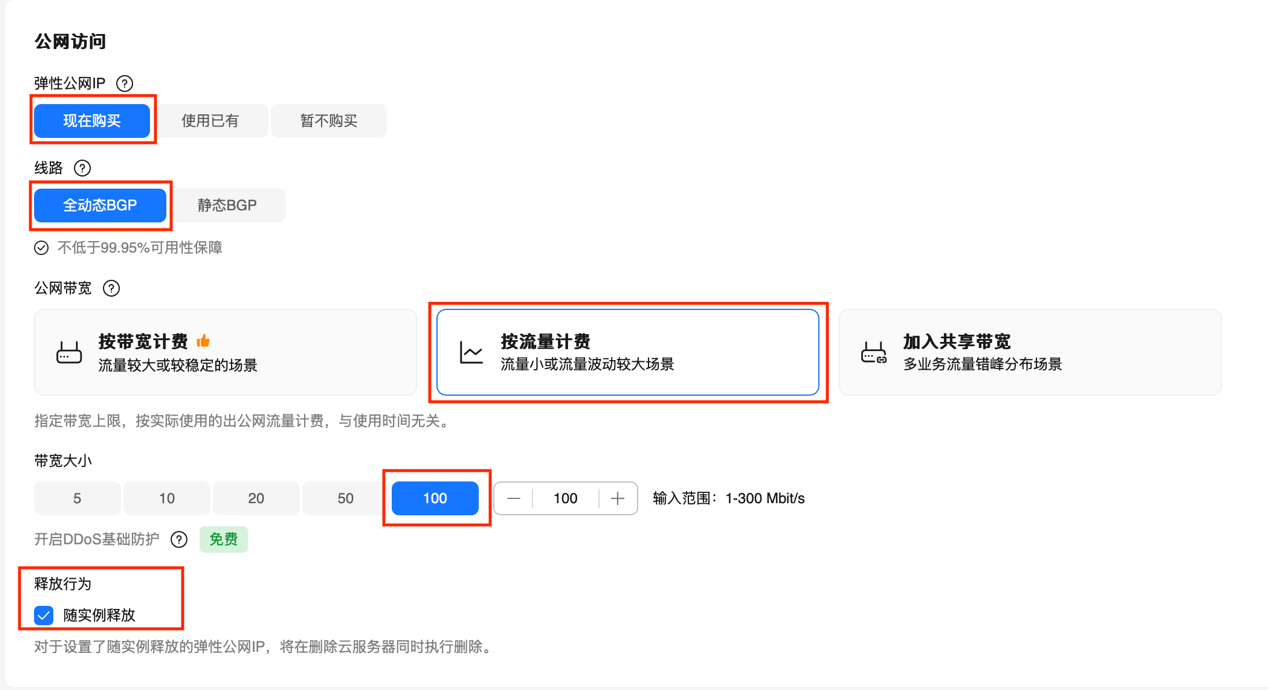 公网访问
弹性公网IP ?
现在购买 使用已有 暂不购买
线路 ?
全动态BGP 静态BGP
不低于99.95%可用性保障
公网带宽 ?
按带宽计费
流量较大或较稳定的场景
按流量计费
流量小或流量波动较大场景
加入共享带宽
多业务流量错峰分布场景
指定带宽上限，按实际使用的出公网流量计费，与使用时间无关。
带宽大小
5 10 20 50 100 — 100 + 输入范围：1-300 Mbit/s
开启DDoS基础防护 ? 免费
释放行为
随实例释放
对于设置了随实例释放的弹性公网IP，将在删除云服务器同时执行删除。